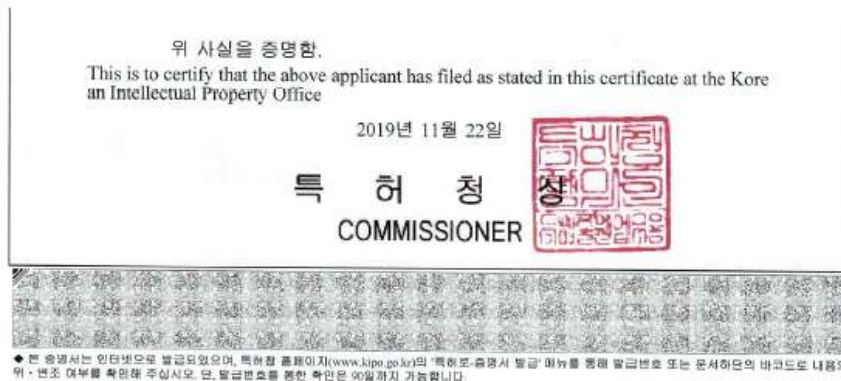 위 사실을 증명함.
This is to certify that the above applicant has filed as stated in this certificate at the Kore
an Intellectual Property Office
2019년 11월 22일
특 허 청 장
COMMISSIONER
◆ 본 증명서는 인터넷으로 발급되었으며, 특허청 홈페이지(www.kipo.go.kr)의 '특허로-증명서 발급' 메뉴를 통해 발급번호 또는 문서하단의 바코드로 내용의
위·변조 여부를 확인해 주십시오. 단, 발급번호를 통한 확인은 90일까지 가능합니다.